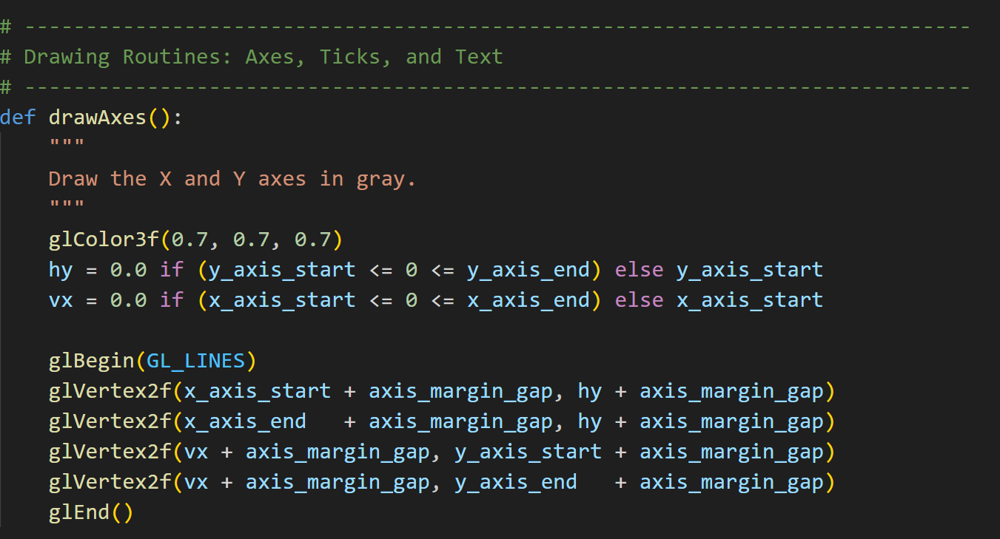 # -----------------------------------------------------------------------------
# Drawing Routines: Axes, Ticks, and Text
# -----------------------------------------------------------------------------
def drawAxes():
    """
    Draw the X and Y axes in gray.
    """
    glColor3f(0.7, 0.7, 0.7)
    hy = 0.0 if (y_axis_start <= 0 <= y_axis_end) else y_axis_start
    vx = 0.0 if (x_axis_start <= 0 <= x_axis_end) else x_axis_start

    glBegin(GL_LINES)
    glVertex2f(x_axis_start + axis_margin_gap, hy + axis_margin_gap)
    glVertex2f(x_axis_end   + axis_margin_gap, hy + axis_margin_gap)
    glVertex2f(vx + axis_margin_gap, y_axis_start + axis_margin_gap)
    glVertex2f(vx + axis_margin_gap, y_axis_end   + axis_margin_gap)
    glEnd()